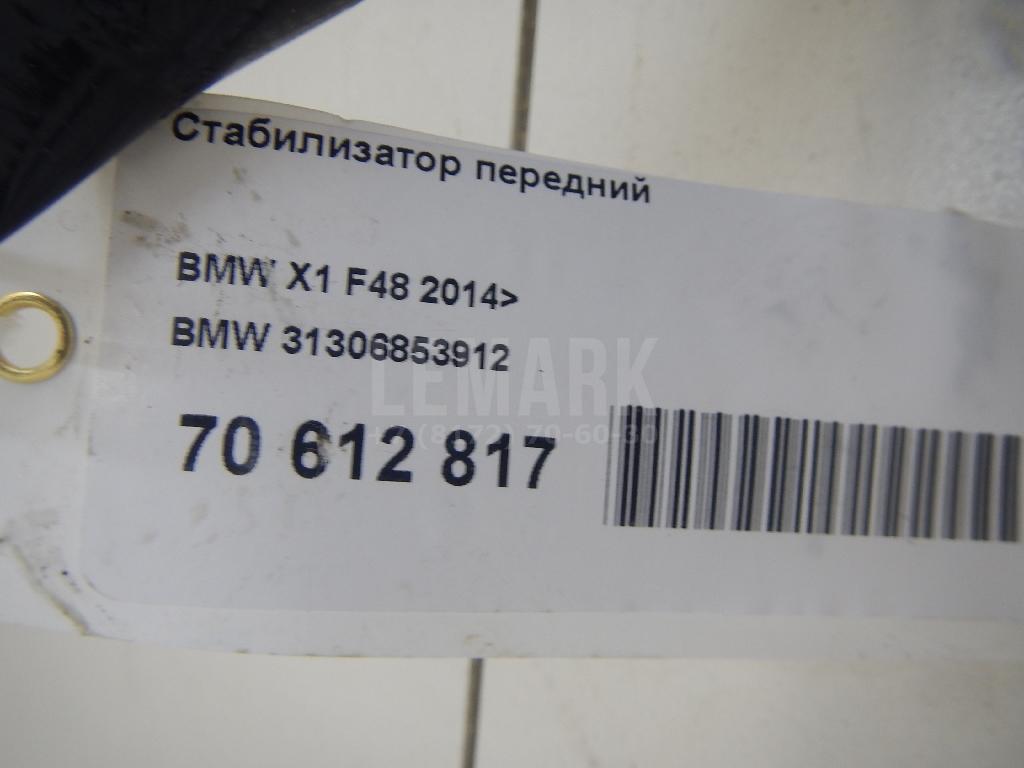 Стабилизатор передний
BMW X1 F48 2014>
BMW 31306853912
LEMARK
70 612 817